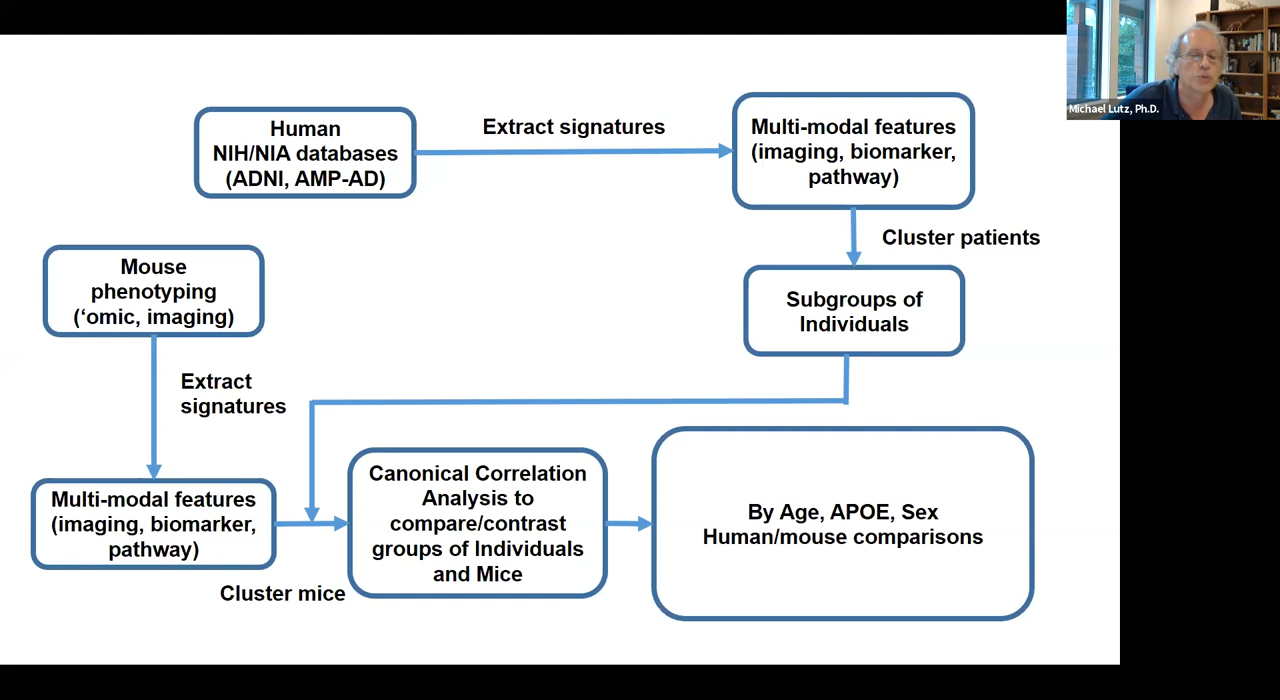 Michael Lutz, Ph.D.
Human
NIH/NIA databases
(ADNI, AMP-AD)
Extract signatures
Multi-modal features
(imaging, biomarker,
pathway)
Cluster patients
Subgroups of
Individuals
Mouse
phenotyping
(‘omic, imaging)
Extract
signatures
Multi-modal features
(imaging, biomarker,
pathway)
Cluster mice
Canonical Correlation
Analysis to
compare/contrast
groups of Individuals
and Mice
By Age, APOE, Sex
Human/mouse comparisons